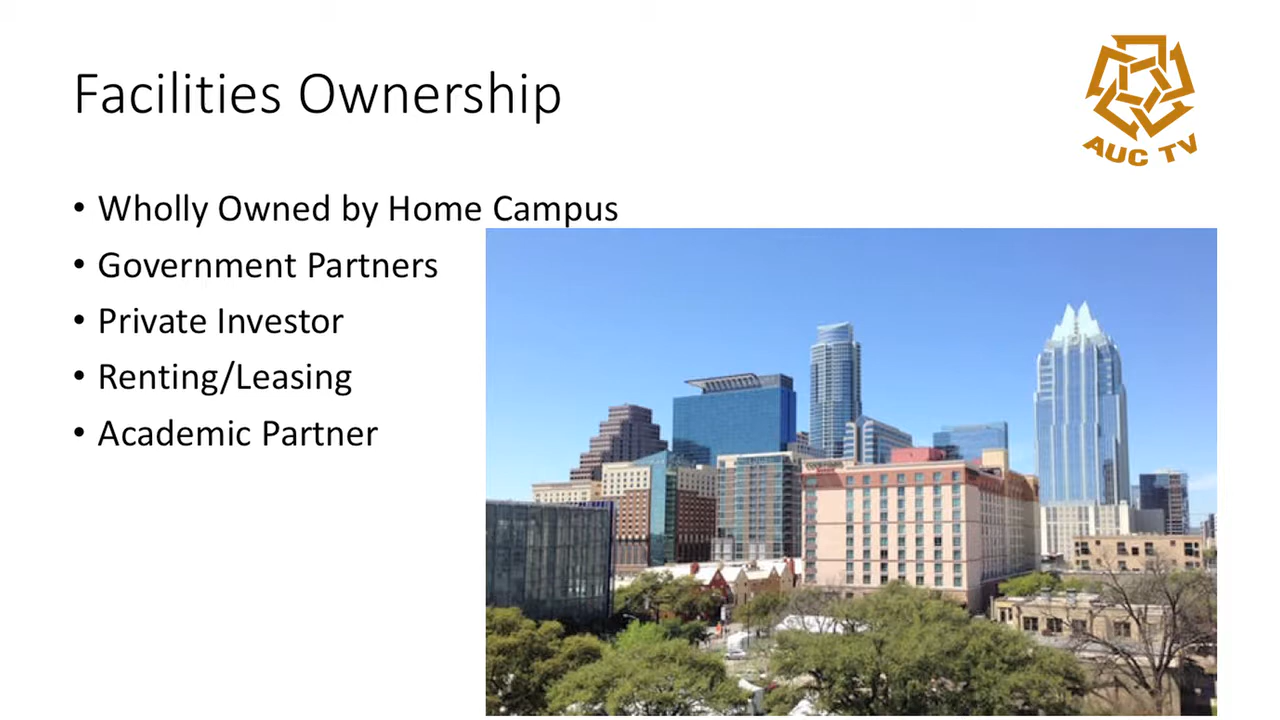 Facilities Ownership
AUC TV
• Wholly Owned by Home Campus
• Government Partners
• Private Investor
• Renting/Leasing
• Academic Partner